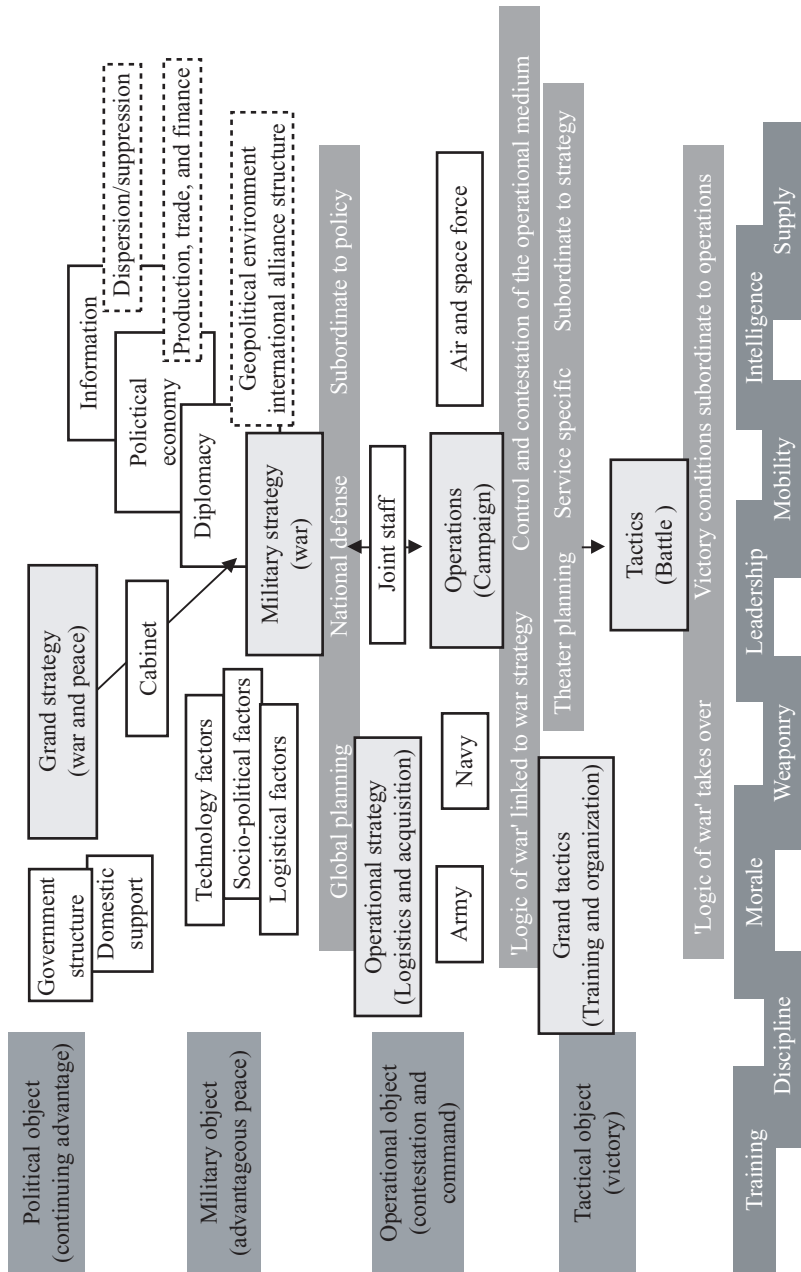 Political object
(continuing advantage)
Government
structure
Domestic
support
Grand strategy
(war and peace)
Cabinet
Information
Dispersion/suppression
Polictical
economy
Production, trade, and finance
Diplomacy
Geopolitical environment
international alliance structure
Military object
(advantageous peace)
Technology factors
Socio-political factors
Logistical factors
Military strategy
(war)
Global planning
National defense
Subordinate to policy
Joint staff
Operational object
(contestation and
command)
Operational strategy
(Logistics and acquisition)
Operations
(Campaign)
Army
Navy
Air and space force
'Logic of war' linked to war strategy
Control and contestation of the operational medium
Theater planning
Service specific
Subordinate to strategy
Tactical object
(victory)
Grand tactics
(Training and organization)
Tactics
(Battle )
'Logic of war' takes over
Victory conditions subordinate to operations
Training
Discipline
Morale
Weaponry
Leadership
Mobility
Intelligence
Supply